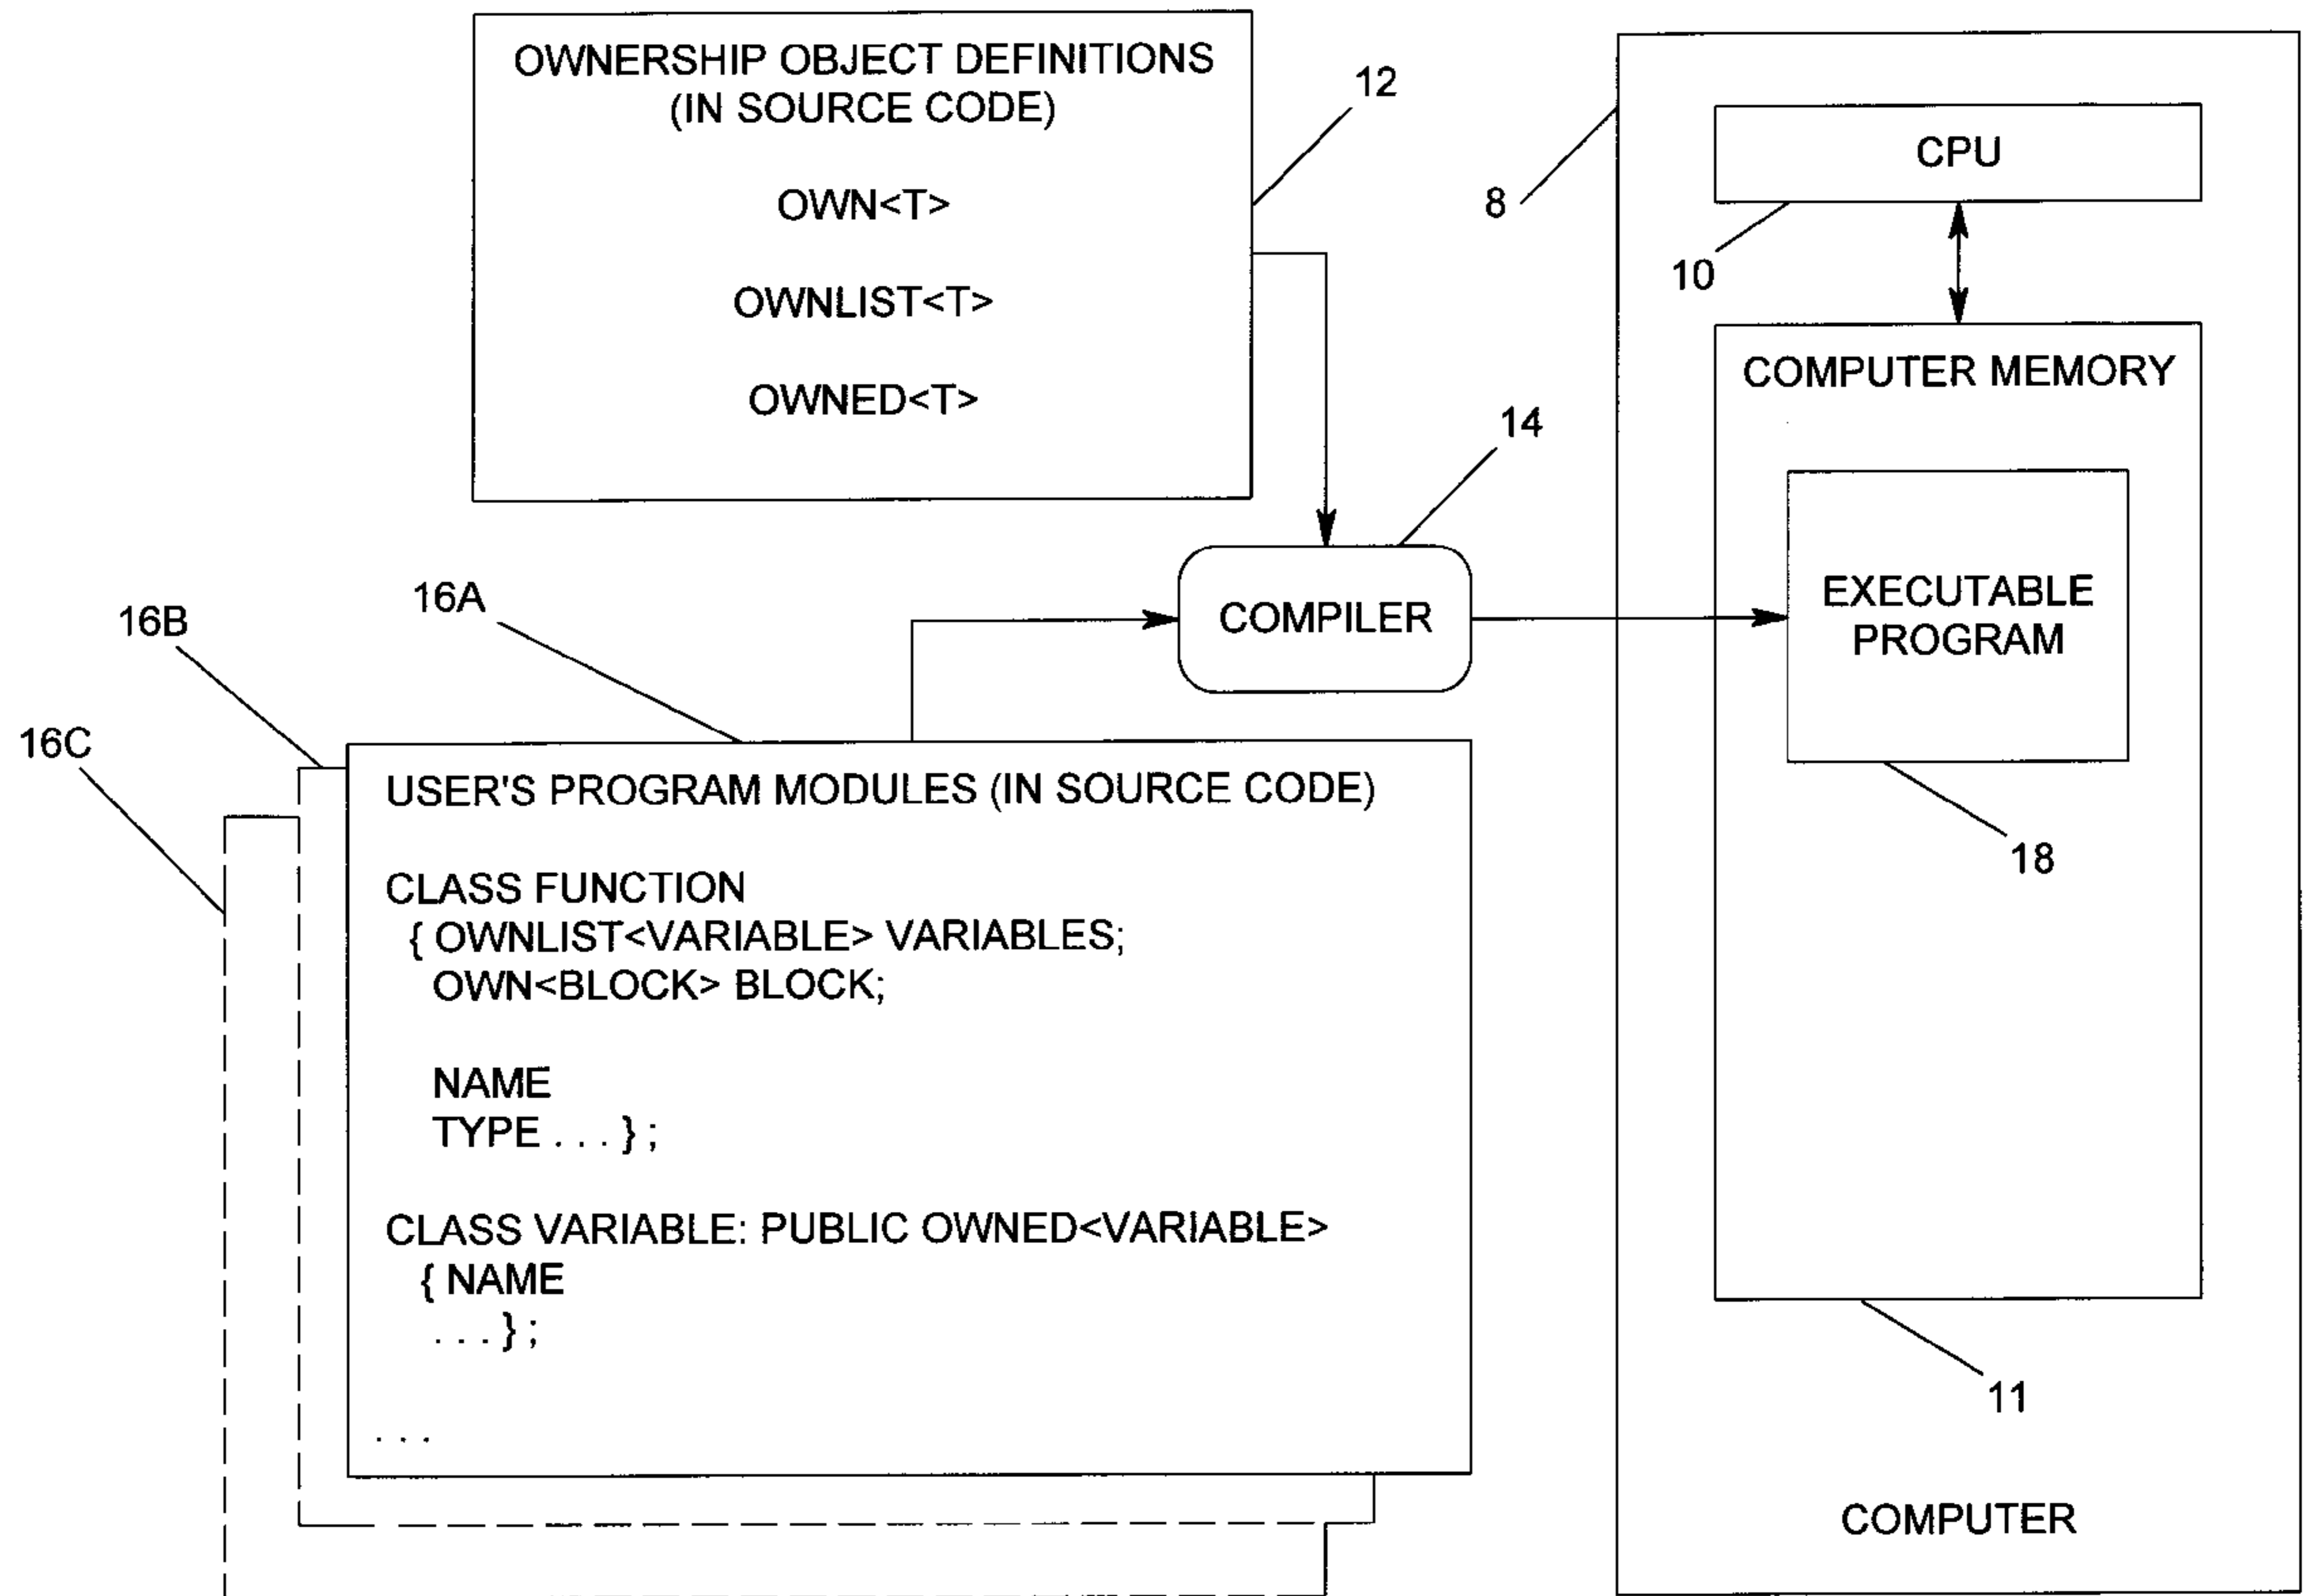 OWNERSHIP OBJECT DEFINITIONS
(IN SOURCE CODE)
OWN<T>
OWNLIST<T>
OWNED<T>
12
14
COMPILER
16A
16B
16C
USER'S PROGRAM MODULES (IN SOURCE CODE)
CLASS FUNCTION
{ OWNLIST<VARIABLE> VARIABLES;
OWN<BLOCK> BLOCK;
NAME
TYPE . . . } ;
CLASS VARIABLE: PUBLIC OWNED<VARIABLE>
{ NAME
. . . } ;
. . .
8
CPU
10
COMPUTER MEMORY
EXECUTABLE
PROGRAM
18
11
COMPUTER